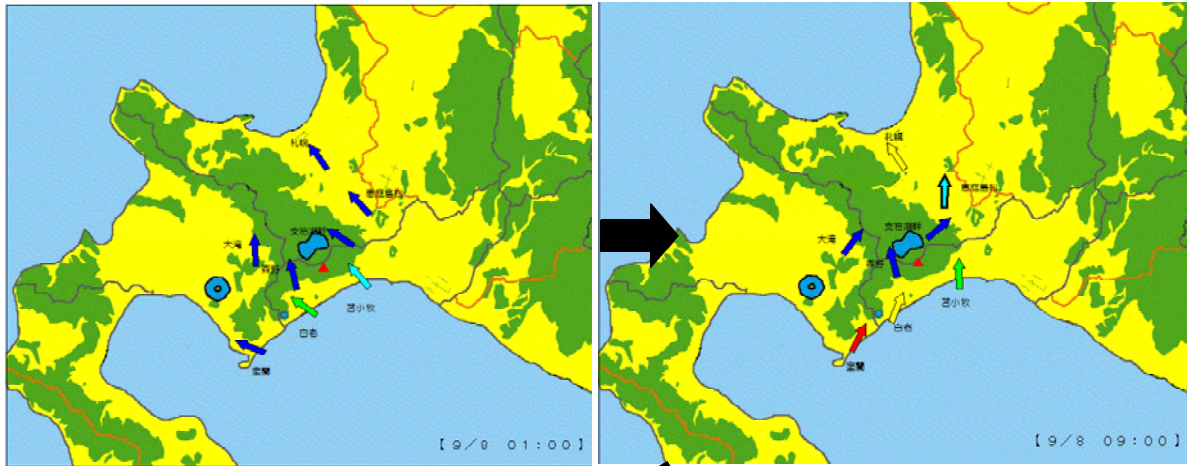 札幌
恵庭島松
支笏湖畔
大滝
森野
苫小牧
白老
室蘭
【 9/8 01:00】
札幌
恵庭島松
支笏湖畔
大滝
森野
苫小牧
白老
室蘭
【 9/8 09:00】